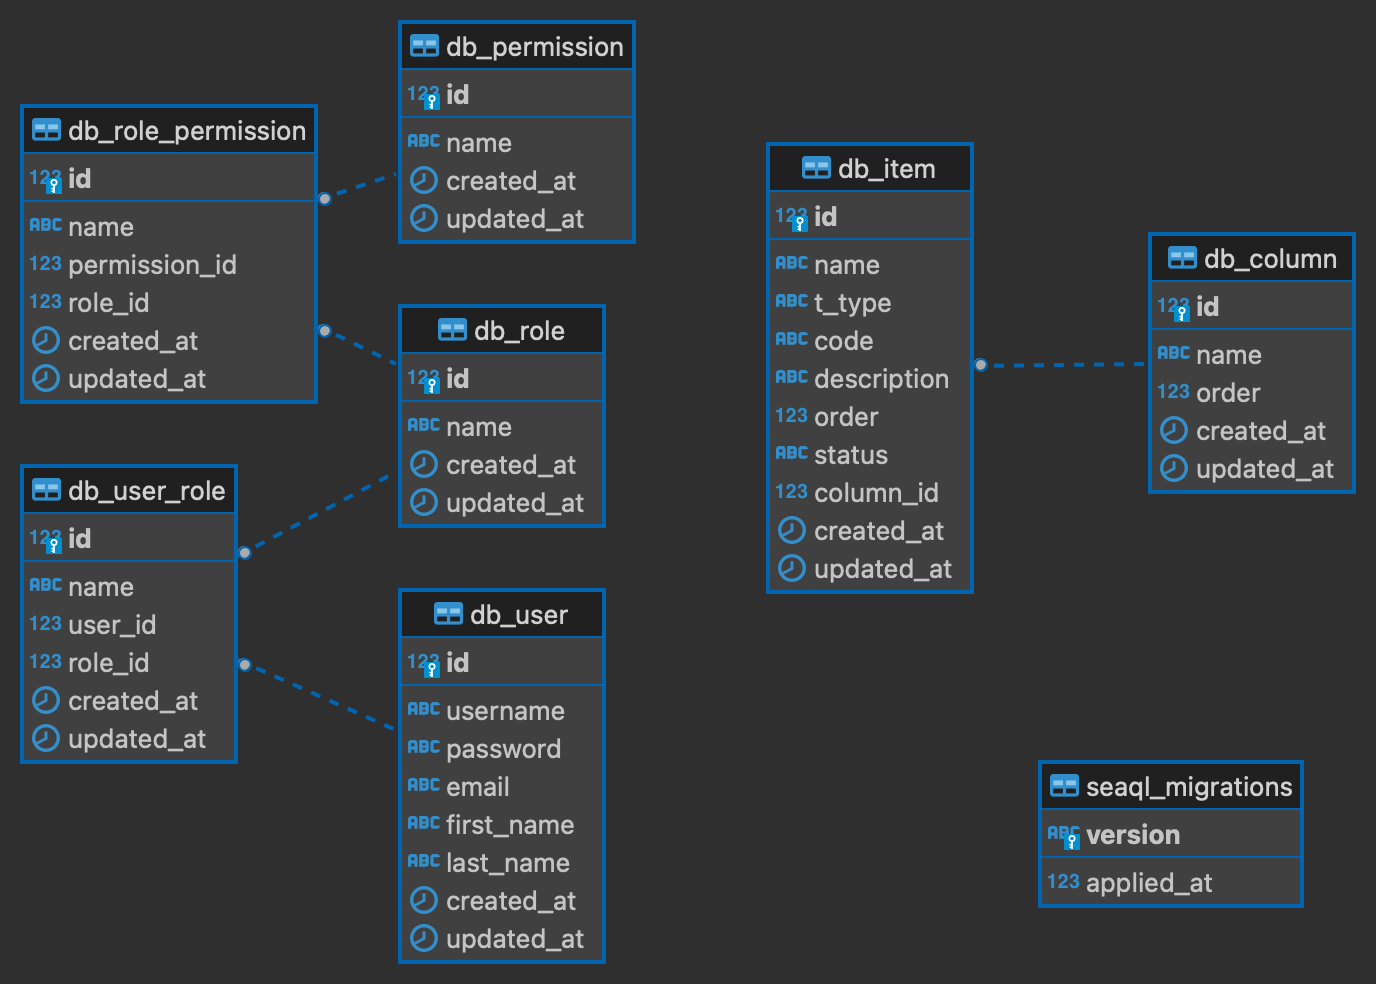 db_permission
123 id
ABC name
created_at
updated_at
db_role_permission
123 id
ABC name
123 permission_id
123 role_id
created_at
updated_at
db_role
123 id
ABC name
created_at
updated_at
db_user_role
123 id
ABC name
123 user_id
123 role_id
created_at
updated_at
db_user
123 id
ABC username
ABC password
ABC email
ABC first_name
ABC last_name
created_at
updated_at
db_item
123 id
ABC name
ABC t_type
ABC code
ABC description
123 order
ABC status
123 column_id
created_at
updated_at
db_column
123 id
ABC name
123 order
created_at
updated_at
seaql_migrations
ABC version
123 applied_at